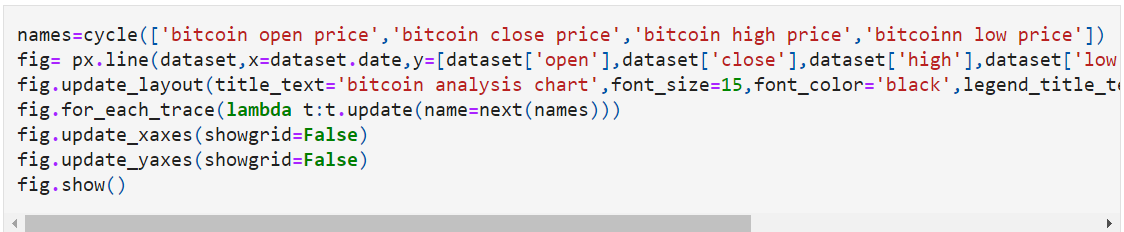 names=cycle(['bitcoin open price','bitcoin close price','bitcoin high price','bitcoinn low price'])
fig= px.line(dataset,x=dataset.date,y=[dataset['open'],dataset['close'],dataset['high'],dataset['low
fig.update_layout(title_text='bitcoin analysis chart',font_size=15,font_color='black',legend_title_te
fig.for_each_trace(lambda t:t.update(name=next(names)))
fig.update_xaxes(showgrid=False)
fig.update_yaxes(showgrid=False)
fig.show()